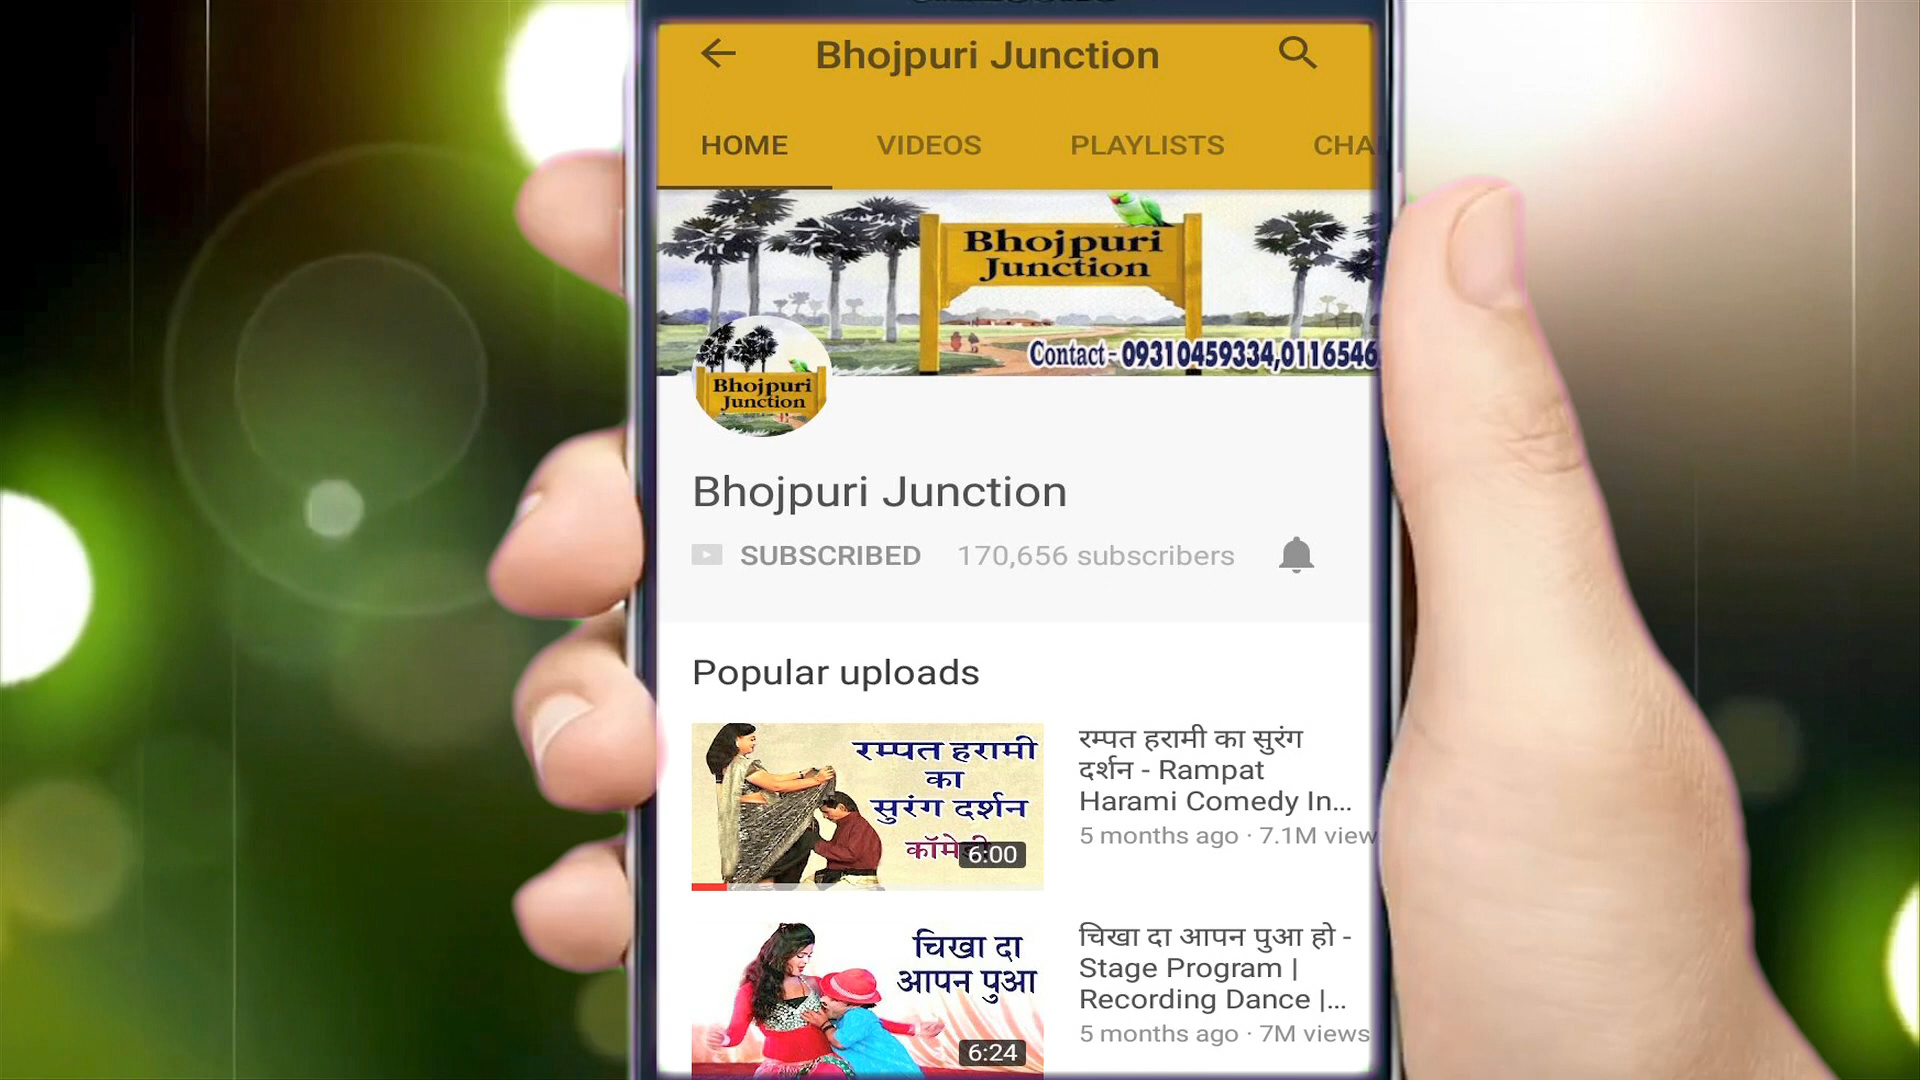 Bhojpuri Junction
HOME VIDEOS PLAYLISTS CHA
Bhojpuri
Junction
Contact - 09310459334,0116546
Bhojpuri
Junction
Bhojpuri Junction
SUBSCRIBED 170,656 subscribers
Popular uploads
रम्पत हरामी
का
सुरंग दर्शन
कॉमेडी
6:00
रम्पत हरामी का सुरंग
दर्शन - Rampat
Harami Comedy In...
5 months ago · 7.1M view
चिखा दा
आपन पुआ
6:24
चिखा दा आपन पुआ हो -
Stage Program |
Recording Dance |...
5 months ago · 7M views